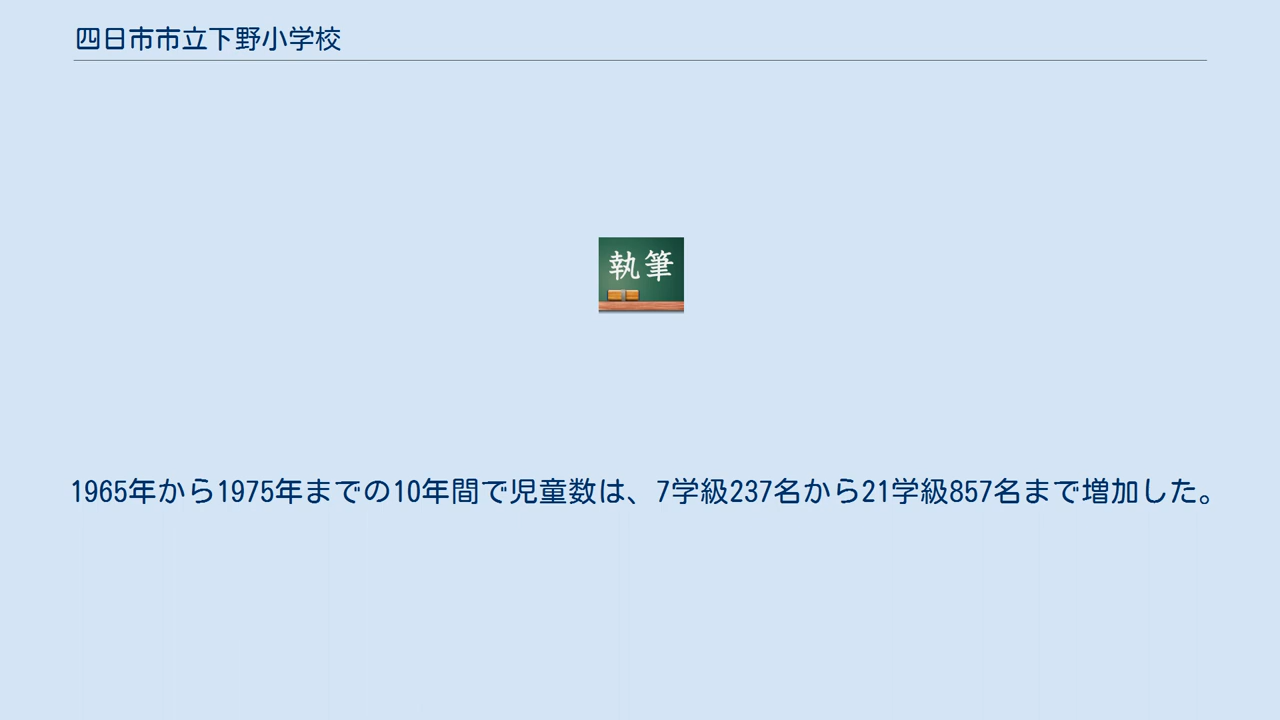 四日市市立下野小学校
執筆
1965年から1975年までの10年間で児童数は、7学級237名から21学級857名まで増加した。